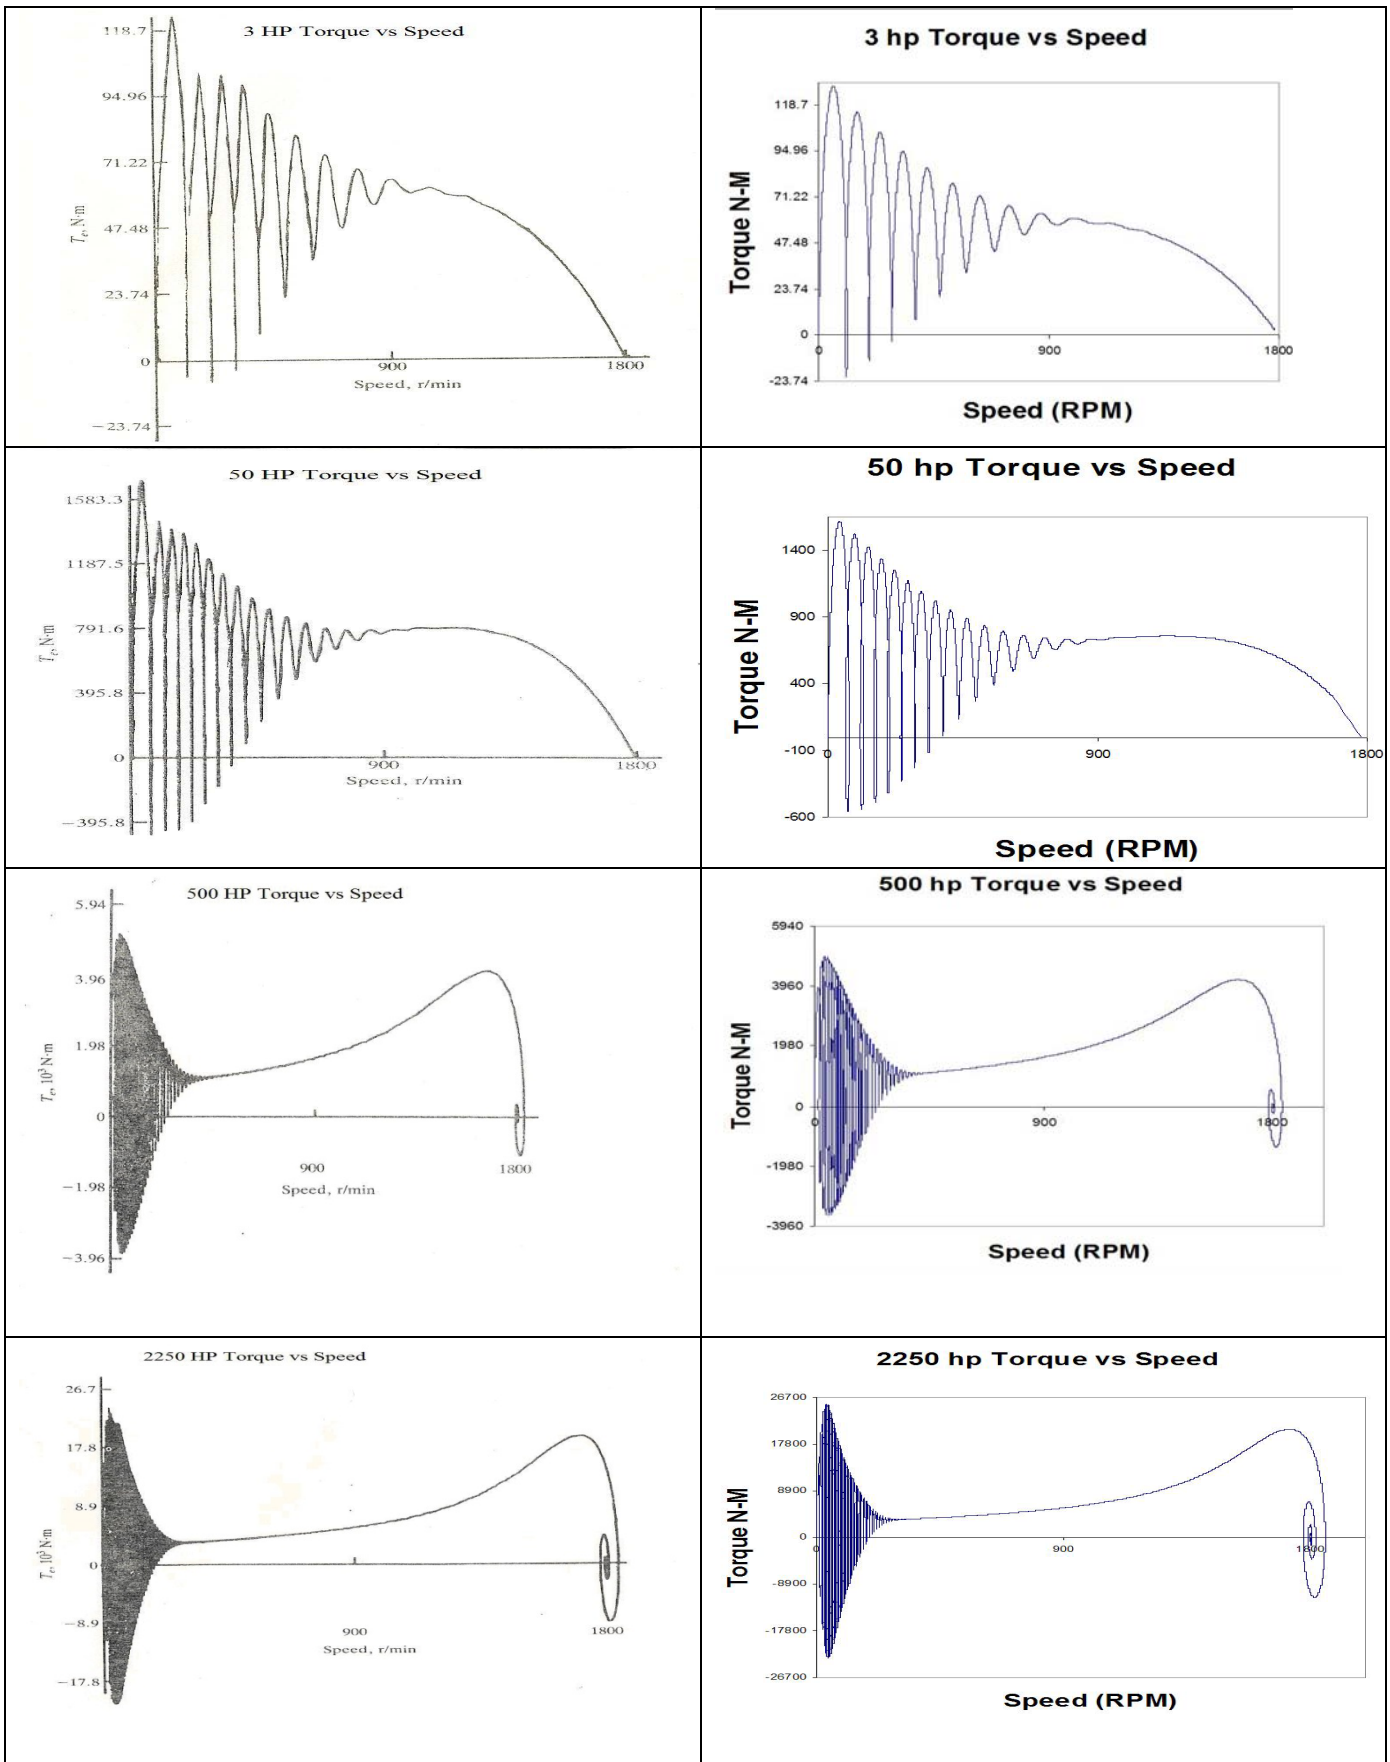 3 HP Torque vs Speed
118.7
94.96
71.22
47.48
23.74
0
−23.74
Te, N·m
900
1800
Speed, r/min
3 hp Torque vs Speed
118.7
94.96
71.22
47.48
23.74
0
-23.74
Torque N-M
0
900
1800
Speed (RPM)
50 HP Torque vs Speed
1583.3
1187.5
791.6
395.8
0
−395.8
Te, N·m
900
1800
Speed, r/min
50 hp Torque vs Speed
1400
900
400
-100
-600
Torque N-M
0
900
1800
Speed (RPM)
500 HP Torque vs Speed
5.94
3.96
1.98
0
−1.98
−3.96
Te, 10³ N·m
900
1800
Speed, r/min
500 hp Torque vs Speed
5940
3960
1980
0
-1980
-3960
Torque N-M
0
900
1800
Speed (RPM)
2250 HP Torque vs Speed
26.7
17.8
8.9
0
−8.9
−17.8
Te, 10³ N·m
900
1800
Speed, r/min
2250 hp Torque vs Speed
26700
17800
8900
0
-8900
-17800
-26700
Torque N-M
0
900
1800
Speed (RPM)